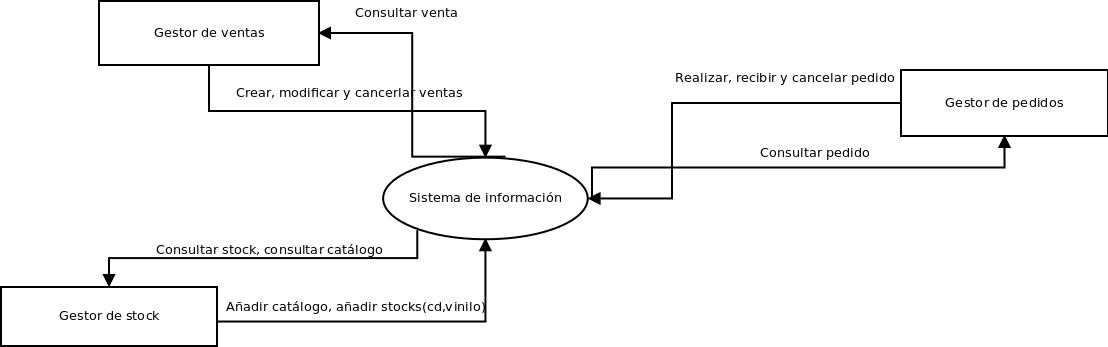 Consultar venta
Gestor de ventas
Crear, modificar y cancerlar ventas
Realizar, recibir y cancelar pedido
Gestor de pedidos
Consultar pedido
Sistema de información
Consultar stock, consultar catálogo
Añadir catálogo, añadir stocks(cd,vinilo)
Gestor de stock